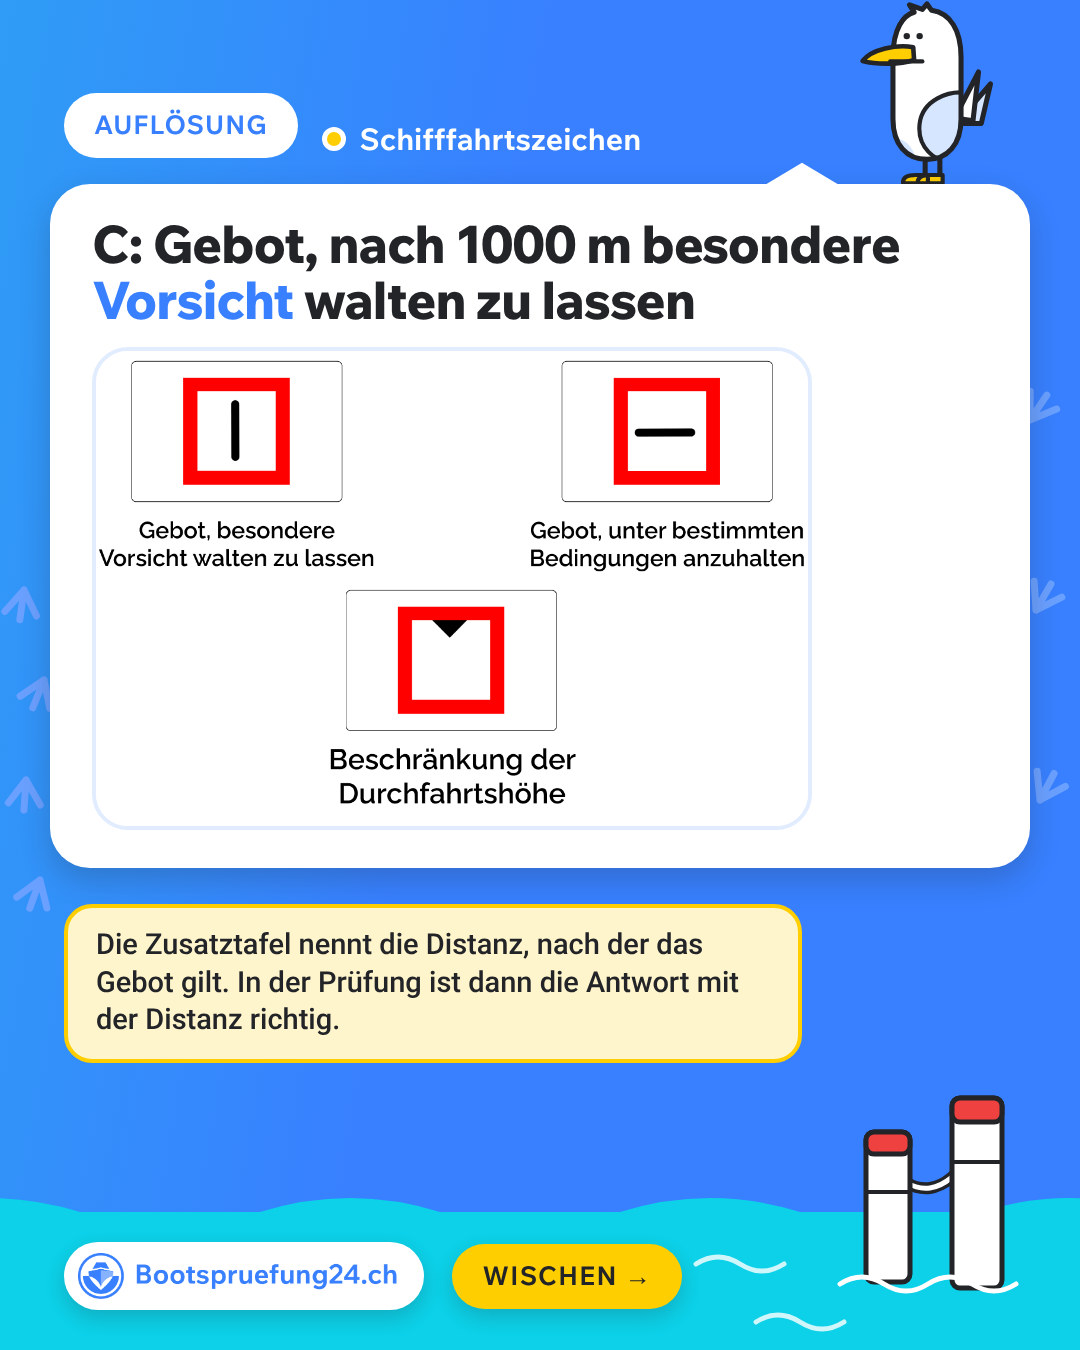 AUFLÖSUNG
Schifffahrtszeichen
C: Gebot, nach 1000 m besondere
Vorsicht walten zu lassen
Gebot, besondere
Vorsicht walten zu lassen
Gebot, unter bestimmten
Bedingungen anzuhalten
Beschränkung der
Durchfahrtshöhe
Die Zusatztafel nennt die Distanz, nach der das
Gebot gilt. In der Prüfung ist dann die Antwort mit
der Distanz richtig.
Bootspruefung24.ch
WISCHEN →